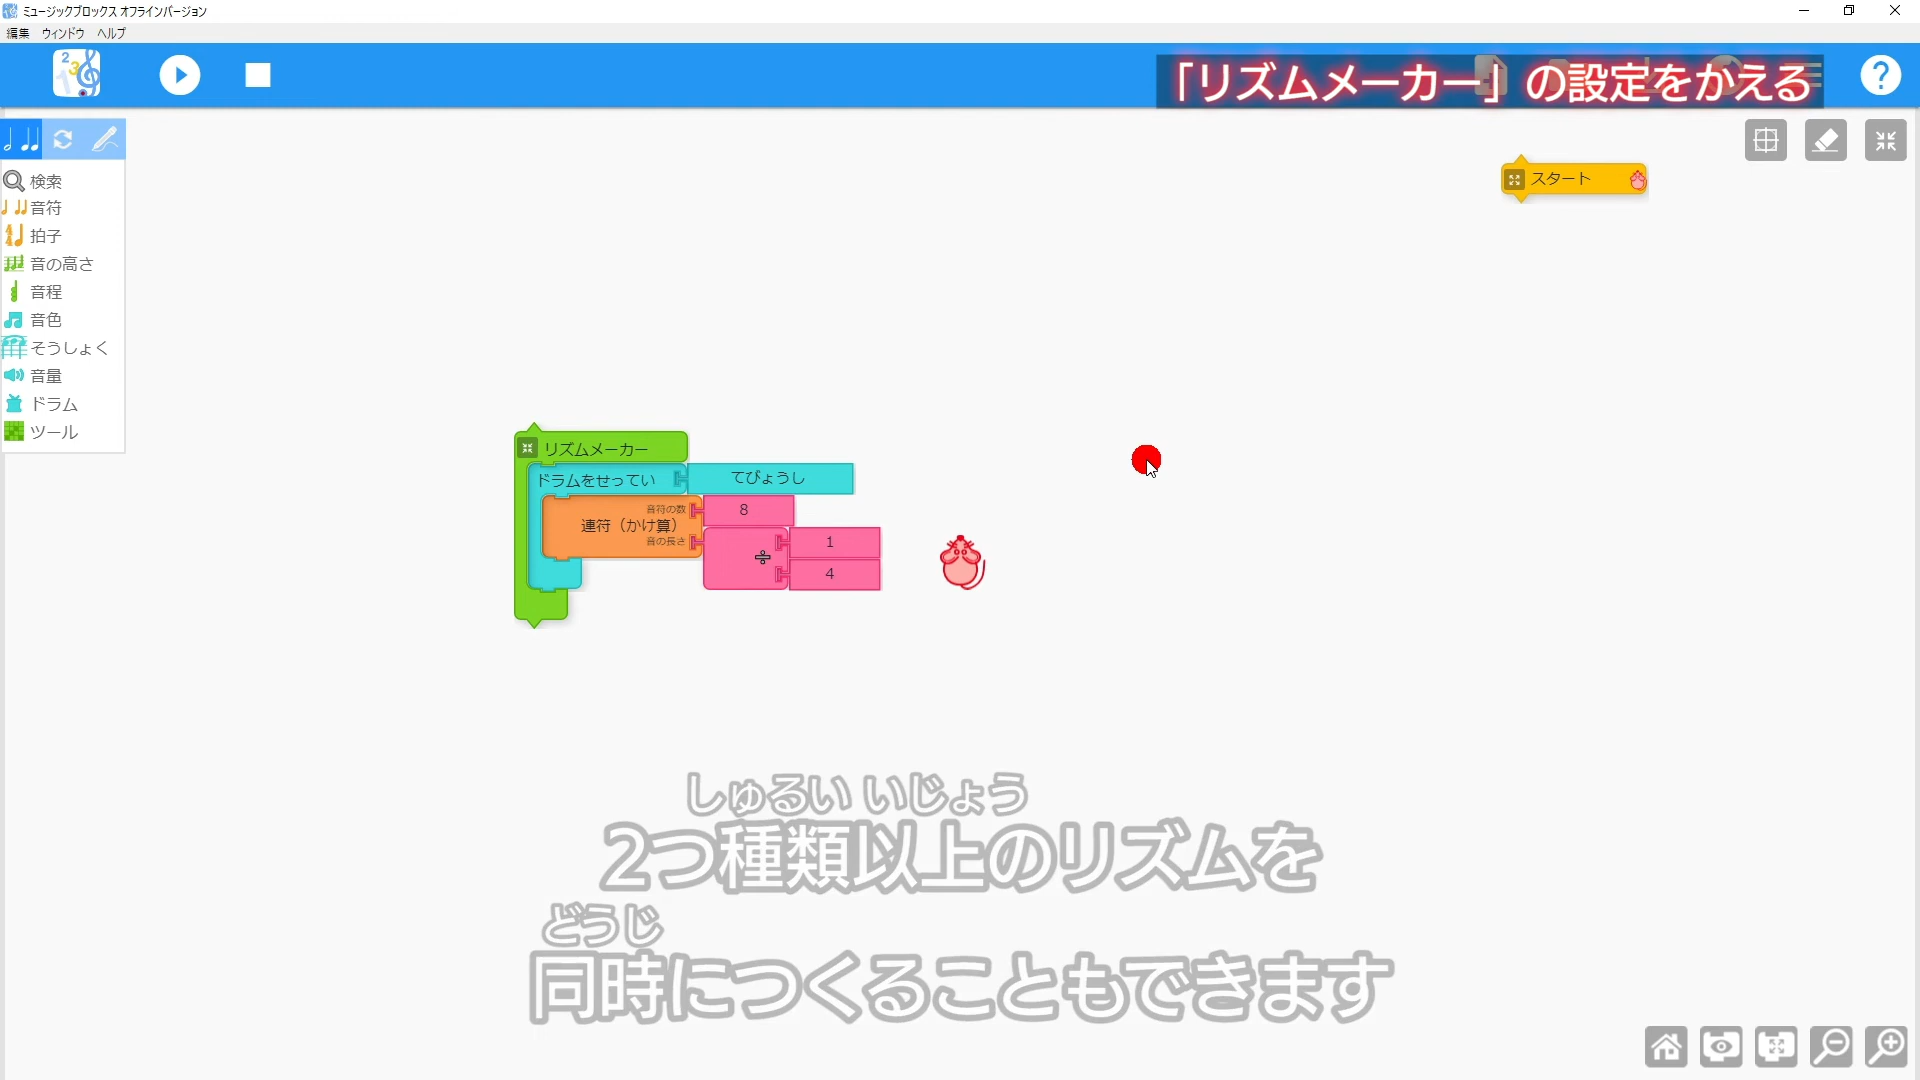 ミュージックブロックス オフラインバージョン
編集 ウィンドウ ヘルプ
「リズムメーカー」の設定をかえる
検索
音符
拍子
音の高さ
音程
音色
そうしょく
音量
ドラム
ツール
スタート
リズムメーカー
ドラムをせってい てびょうし
音符の数 8
連符（かけ算）
音の長さ
÷
1
4
しゅるい いじょう
2つ種類以上のリズムを
どうじ
同時につくることもできます